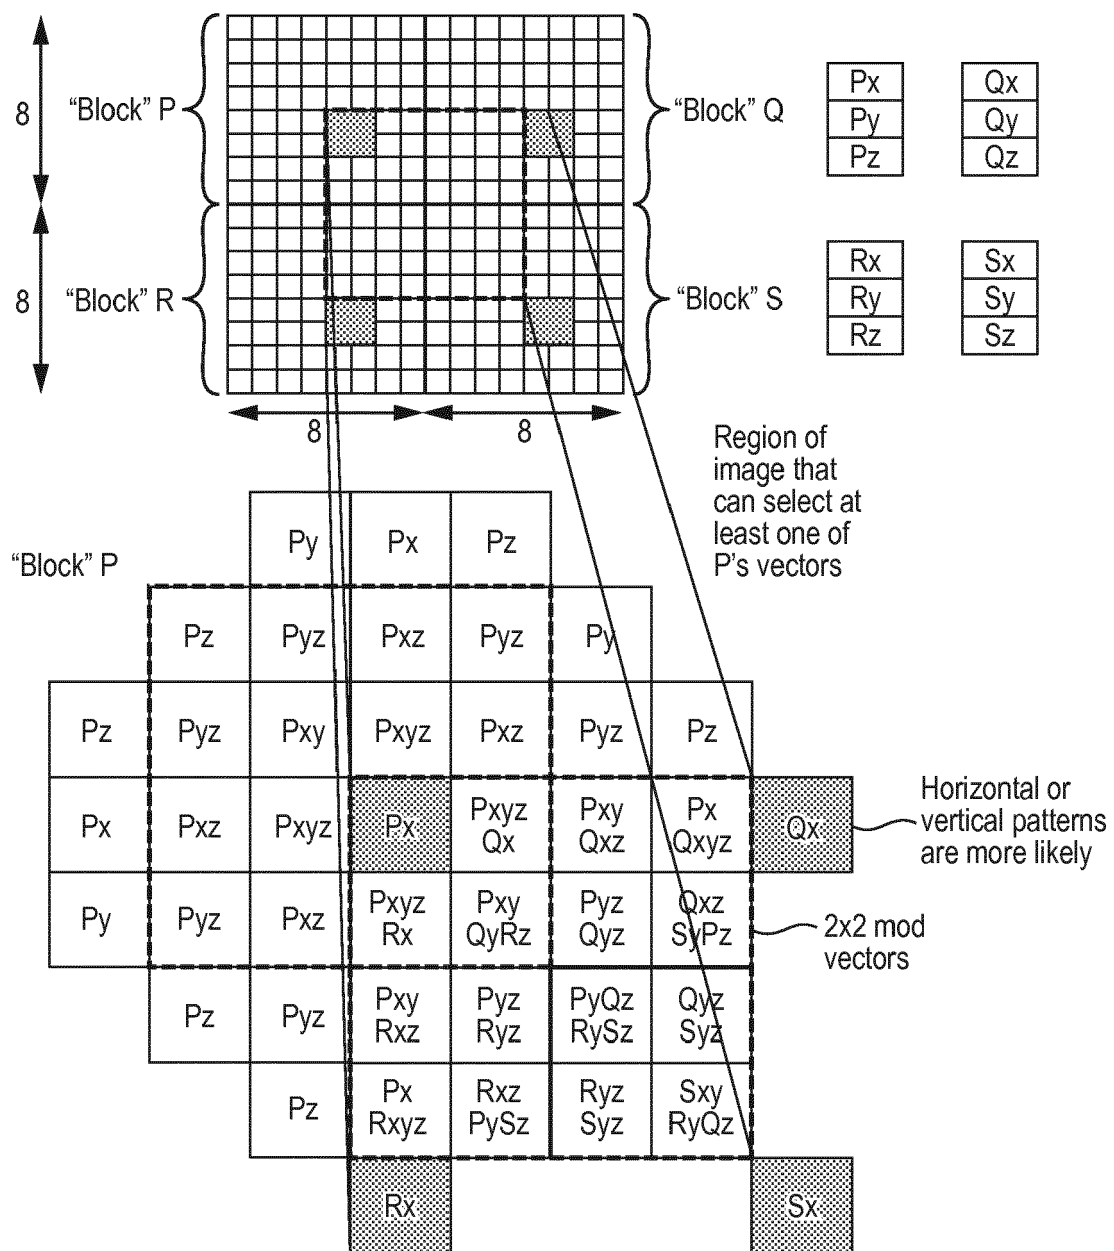 8
“Block” P
“Block” Q
Px
Py
Pz
Qx
Qy
Qz
8
“Block” R
“Block” S
Rx
Ry
Rz
Sx
Sy
Sz
8
8
Region of
image that
can select at
least one of
P’s vectors
“Block” P
Py Px Pz
Pz Pyz Pxz Pyz Py
Pz Pyz Pxy Pxyz Pxz Pyz Pz
Px Pxz Pxyz Px
Pxyz
Qx
Pxy
Qxz
Px
Qxyz
Qx
Horizontal or
vertical patterns
are more likely
Py Pyz Pxz
Pxyz
Rx
Pxy
QyRz
Pyz
Qyz
Qxz
SyPz
2x2 mod
vectors
Pz Pyz
Pxy
Rxz
Pyz
Ryz
PyQz
RySz
Qyz
Syz
Pz
Px
Rxyz
Rxz
PySz
Ryz
Syz
Sxy
RyQz
Rx
Sx